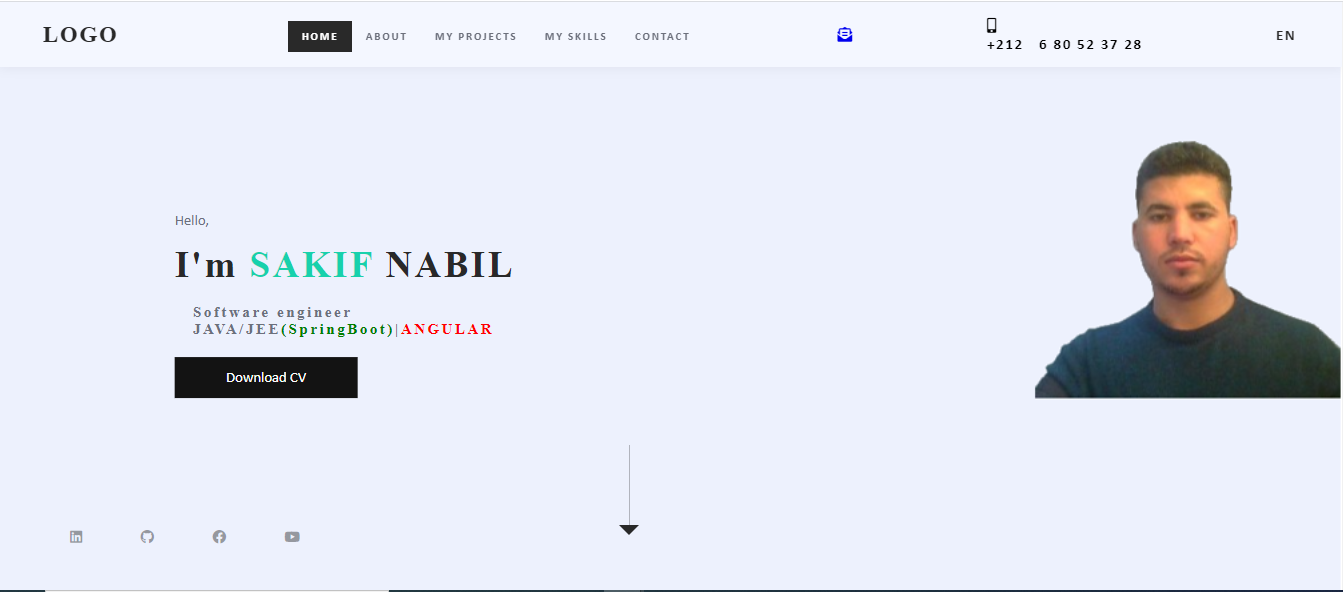 LOGO
HOME ABOUT MY PROJECTS MY SKILLS CONTACT
+212 6 80 52 37 28
EN
Hello,
I'm SAKIF NABIL
Software engineer
JAVA/JEE(SpringBoot)|ANGULAR
Download CV